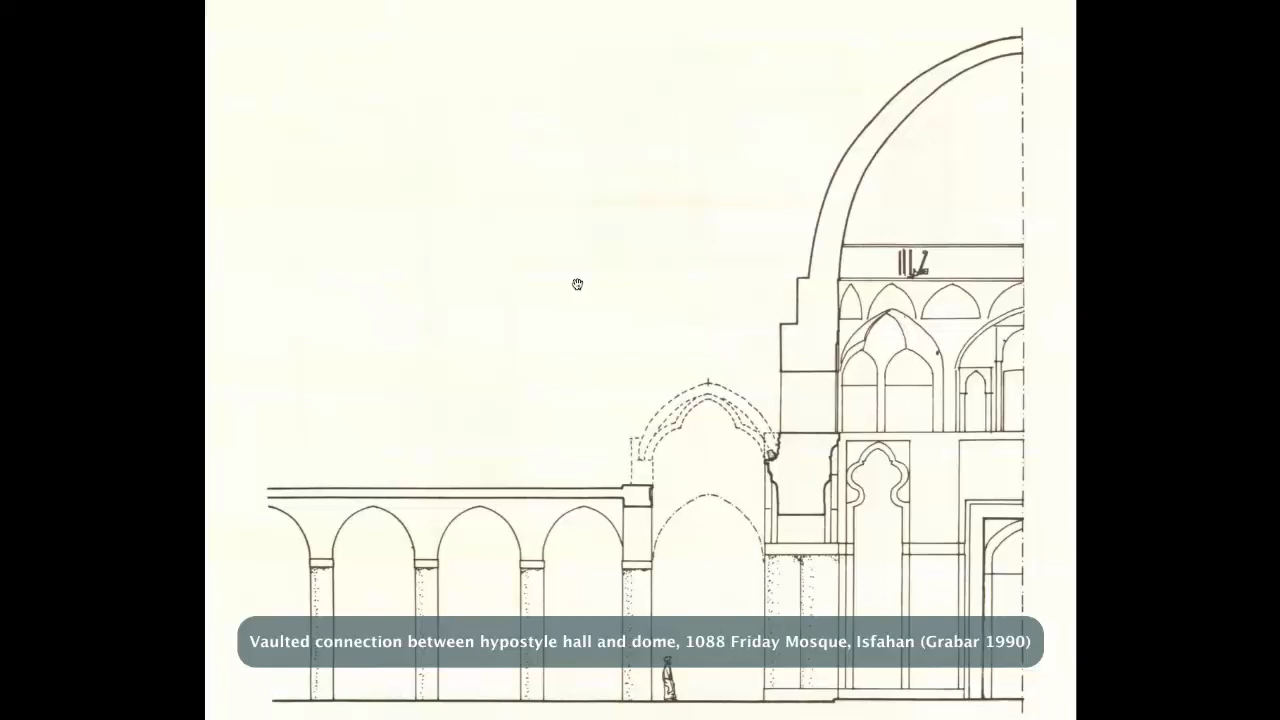 Vaulted connection between hypostyle hall and dome, 1088 Friday Mosque, Isfahan (Grabar 1990)